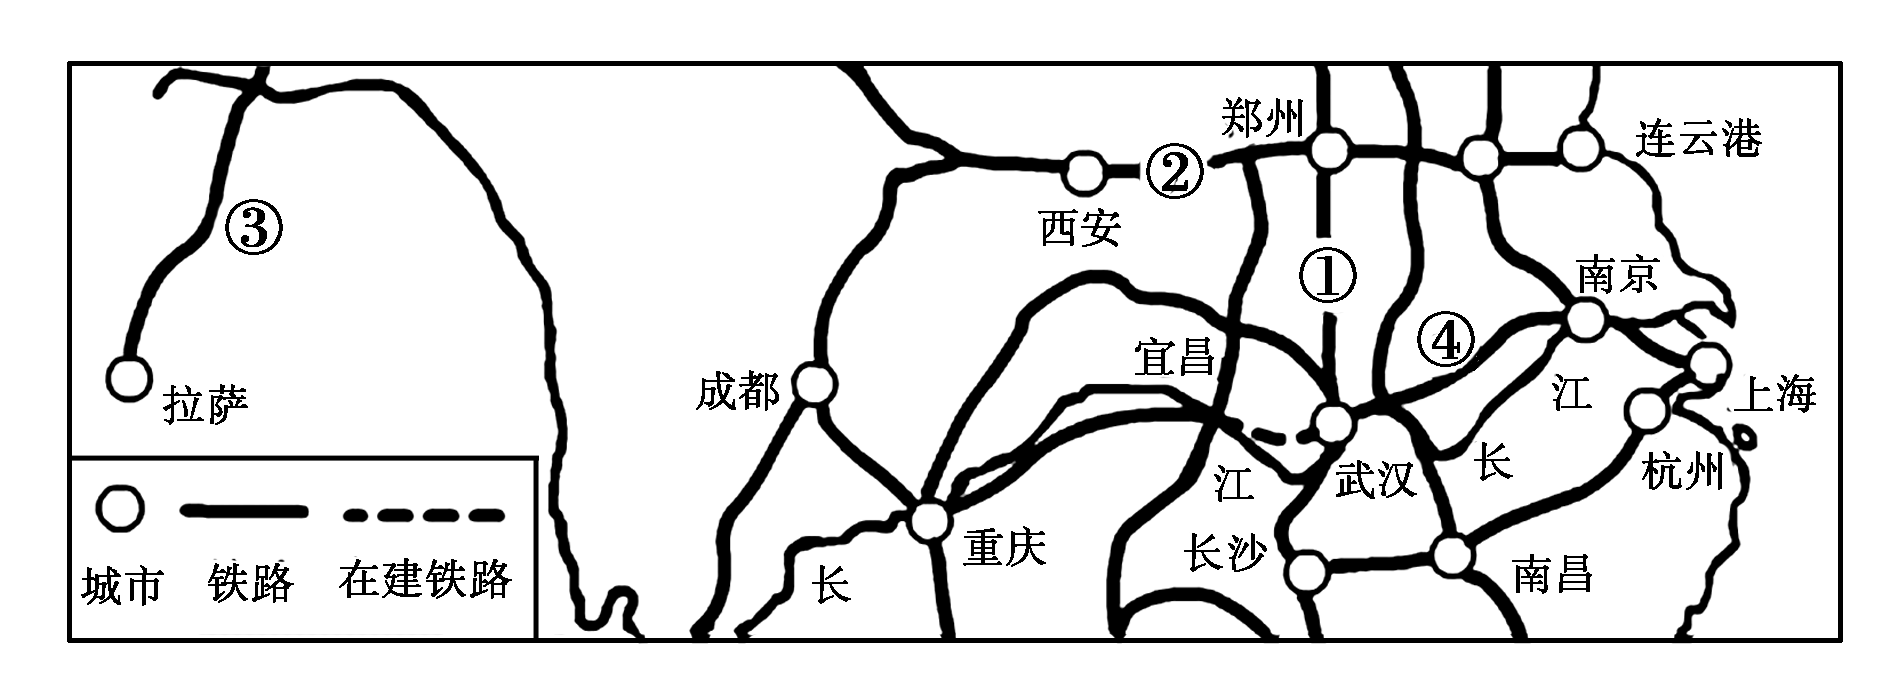 郑州
连云港
②
西安
③
南京
①
④
宜昌
拉萨
成都
江
上海
江
武汉
长
杭州
重庆
长沙
南昌
长
城市
铁路
在建铁路